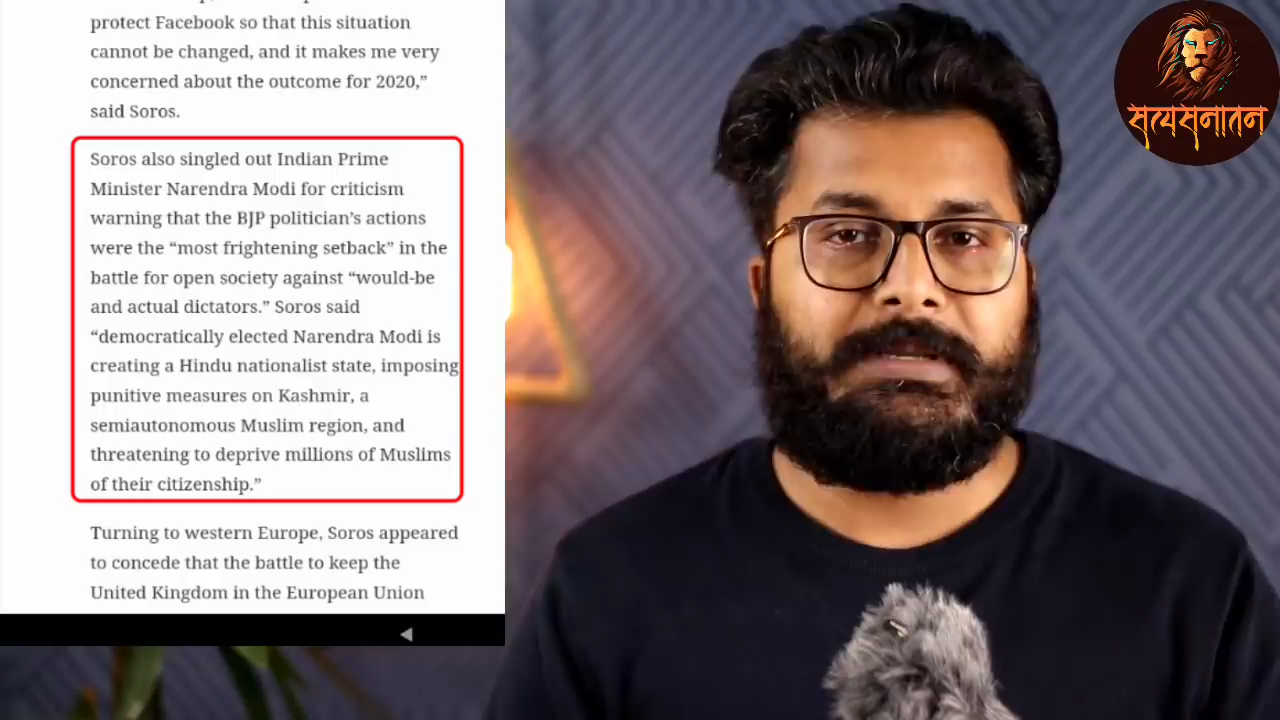 protect Facebook so that this situation
cannot be changed, and it makes me very
concerned about the outcome for 2020,”
said Soros.
Soros also singled out Indian Prime
Minister Narendra Modi for criticism
warning that the BJP politician’s actions
were the “most frightening setback” in the
battle for open society against “would-be
and actual dictators.” Soros said
“democratically elected Narendra Modi is
creating a Hindu nationalist state, imposing
punitive measures on Kashmir, a
semiautonomous Muslim region, and
threatening to deprive millions of Muslims
of their citizenship.”
Turning to western Europe, Soros appeared
to concede that the battle to keep the
United Kingdom in the European Union
सत्यसनातन